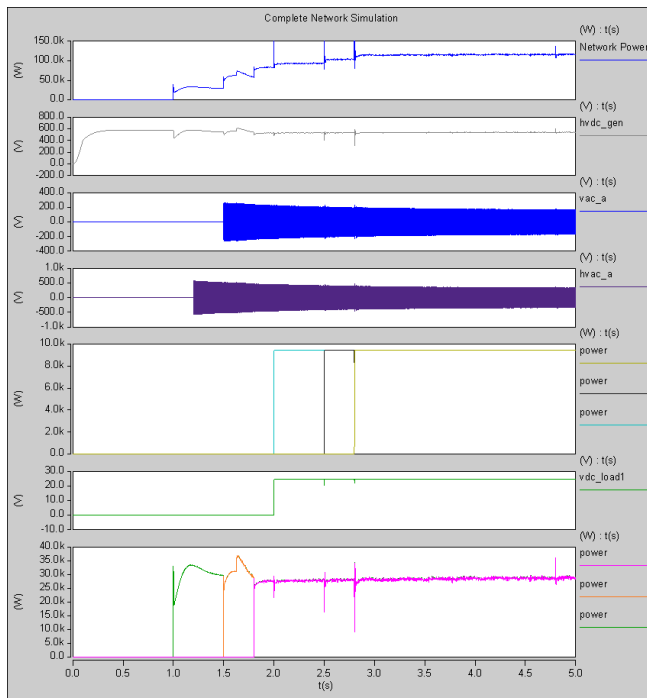 Complete Network Simulation
(W) : t(s)
150.0k
100.0k
50.0k
0.0
(W)
Network Power
(V) : t(s)
800.0
600.0
400.0
200.0
0.0
-200.0
(V)
hvdc_gen
(V) : t(s)
400.0
200.0
0.0
-200.0
-400.0
(V)
vac_a
(V) : t(s)
1.0k
500.0
0.0
-500.0
-1.0k
(V)
hvac_a
(W) : t(s)
10.0k
8.0k
6.0k
4.0k
2.0k
0.0
(W)
power
power
power
(V) : t(s)
30.0
20.0
10.0
0.0
-10.0
(V)
vdc_load1
(W) : t(s)
40.0k
35.0k
30.0k
25.0k
20.0k
15.0k
10.0k
5.0k
0.0
(W)
power
power
power
0.0 0.5 1.0 1.5 2.0 2.5 3.0 3.5 4.0 4.5 5.0
t(s)